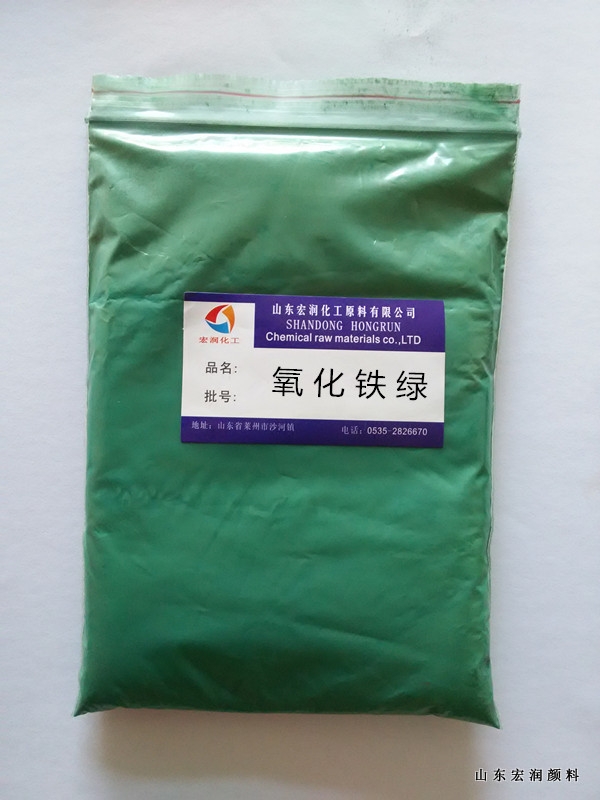 山东宏润化工原料有限公司
SHANDONG HONGRUN
Chemical raw materials co.,LTD
宏润化工
品名:
氧化铁绿
批号:
地址：山东省莱州市沙河镇
电话：0535-2826670
山东宏润颜料